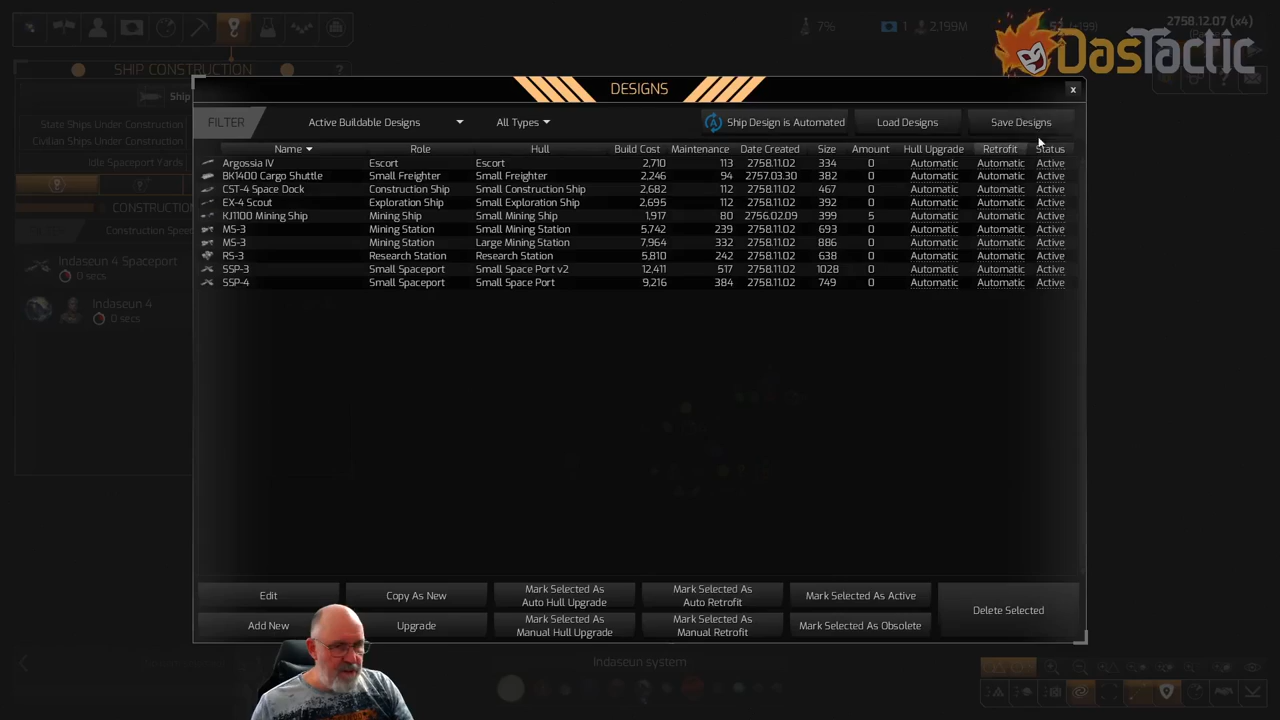 7%
1
2,199M
(+199)
2758.12.07 (x4)
DasTactic
SHIP CONSTRUCTION
?
Ship
State Ships Under Construction
Civilian Ships Under Construction
Idle Spaceport Yards
CONSTRUCTION
Construction Speed
Indaseun 4 Spaceport
0 secs
Indaseun 4
0 secs
DESIGNS
x
FILTER
Active Buildable Designs
All Types
Ship Design is Automated
Load Designs
Save Designs
Name Role Hull Build Cost Maintenance Date Created Size Amount Hull Upgrade Retrofit Status
Argossia IV Escort Escort 2,710 113 2758.11.02 334 0 Automatic Automatic Active
BK1400 Cargo Shuttle Small Freighter Small Freighter 2,246 94 2757.03.30 382 0 Automatic Automatic Active
CST-4 Space Dock Construction Ship Small Construction Ship 2,682 112 2758.11.02 467 0 Automatic Automatic Active
EX-4 Scout Exploration Ship Small Exploration Ship 2,695 112 2758.11.02 392 0 Automatic Automatic Active
KJ1100 Mining Ship Mining Ship Small Mining Ship 1,917 80 2756.02.09 399 5 Automatic Automatic Active
MS-3 Mining Station Small Mining Station 5,742 239 2758.11.02 693 0 Automatic Automatic Active
MS-3 Mining Station Large Mining Station 7,964 332 2758.11.02 886 0 Automatic Automatic Active
RS-3 Research Station Research Station 5,810 242 2758.11.02 638 0 Automatic Automatic Active
SSP-3 Small Spaceport Small Space Port v2 12,411 517 2758.11.02 1028 0 Automatic Automatic Active
SSP-4 Small Spaceport Small Space Port 9,216 384 2758.11.02 749 0 Automatic Automatic Active
Edit
Copy As New
Mark Selected As
Auto Hull Upgrade
Mark Selected As
Auto Retrofit
Mark Selected As Active
Delete Selected
Add New
Upgrade
Mark Selected As
Manual Hull Upgrade
Mark Selected As
Manual Retrofit
Mark Selected As Obsolete
Indaseun system